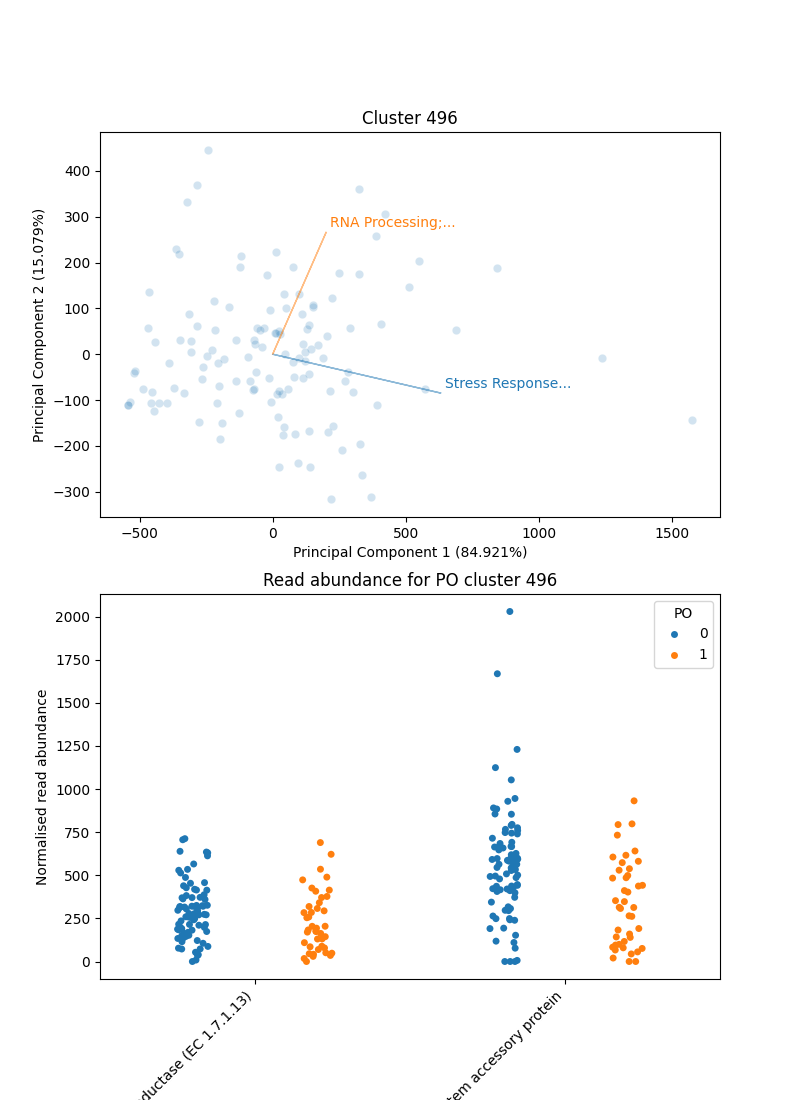 Cluster 496
400
300
200
100
0
−100
−200
−300
Principal Component 2 (15.079%)
RNA Processing;...
Stress Response...
−500 0 500 1000 1500
Principal Component 1 (84.921%)
Read abundance for PO cluster 496
2000
1750
1500
1250
1000
750
500
250
0
Normalised read abundance
PO
0
1
(EC 1.7.1.13)
accessory protein